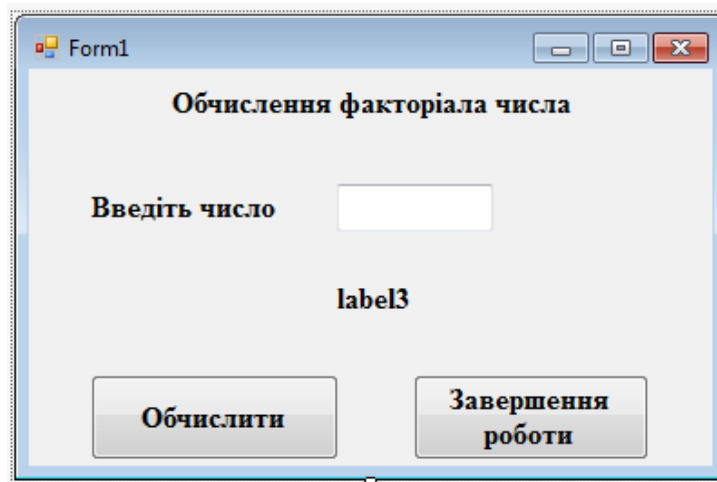 Form1
Обчислення факторіала числа
Введіть число
label3
Обчислити
Завершення
роботи